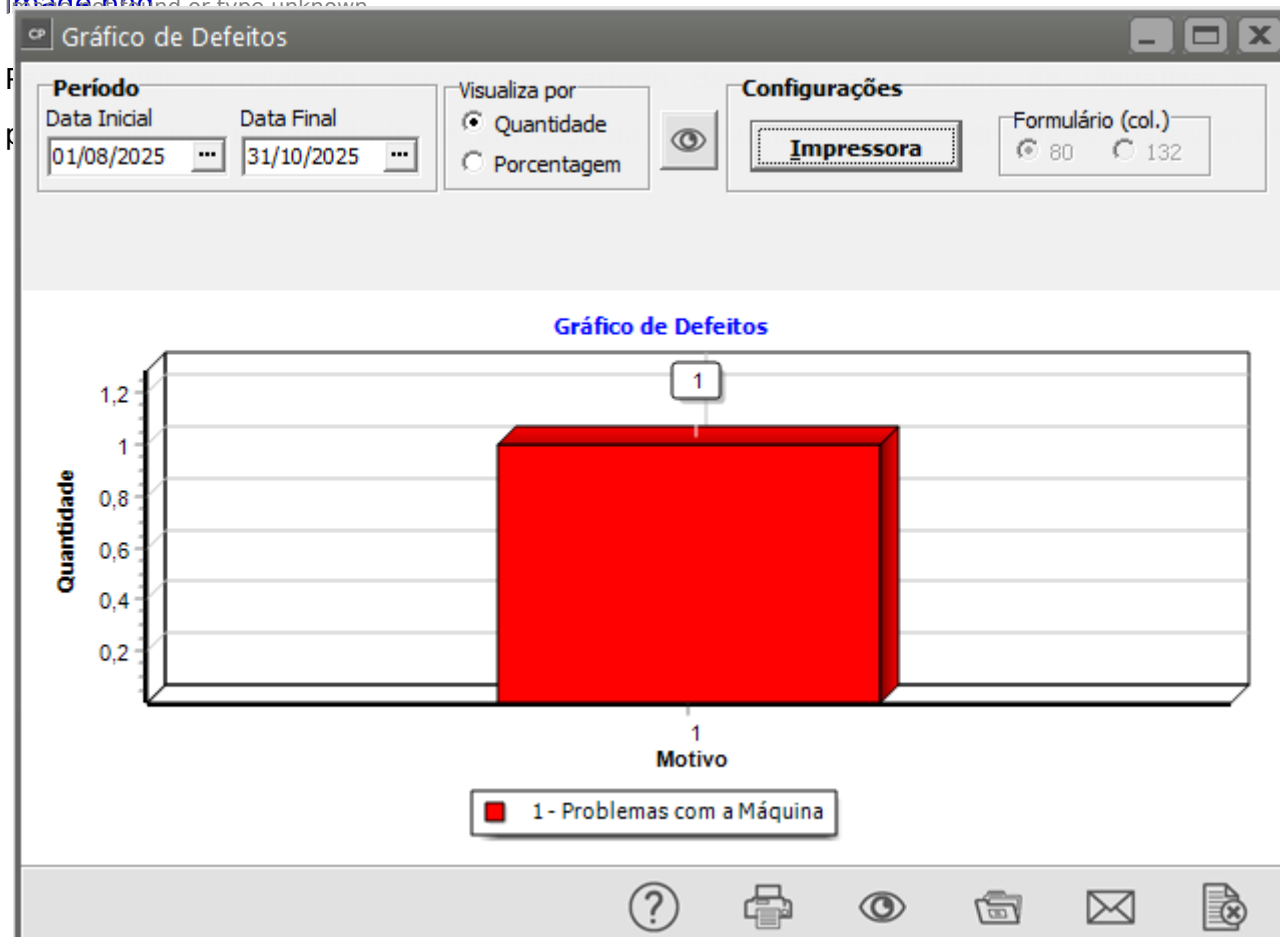 CP Gráfico de Defeitos
Período
Data Inicial Data Final
01/08/2025 ... 31/10/2025 ...
Visualiza por
Quantidade
Porcentagem
Configurações
Impressora
Formulário (col.)
80 132
Gráfico de Defeitos
1
1,2
1
0,8
0,6
0,4
0,2
Quantidade
1
Motivo
1 - Problemas com a Máquina